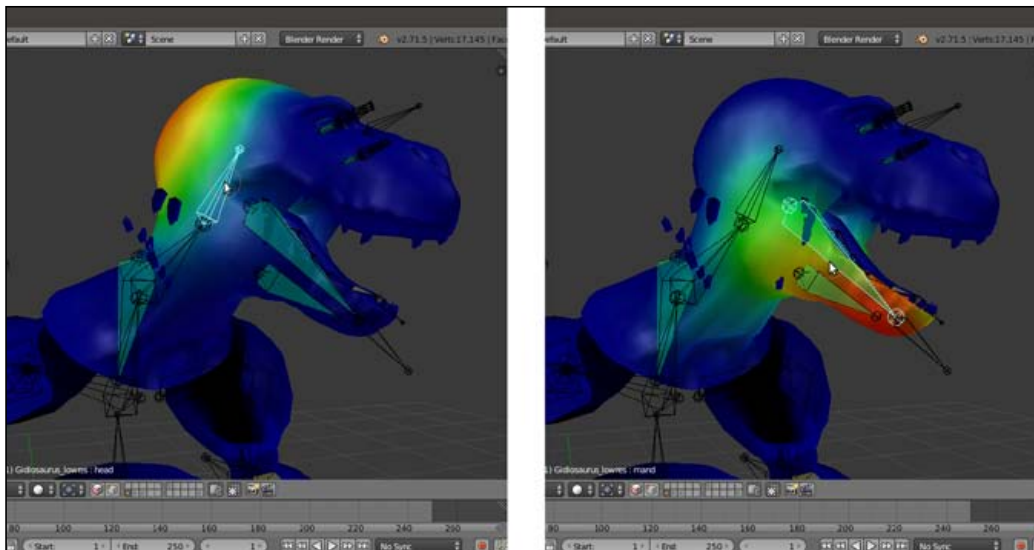 efault
Scene
Blender Render
v2.71.5 | Verts:17,145 | Fac
1) Gidiosaurus_lowres : head
80 100 120 140 160 180 200 220 240 260
Start: 1
End: 250
1
No Sync
efault
Scene
Blender Render
v2.71.5 | Verts:17,145 | F
1) Gidiosaurus_lowres : mand
80 100 120 140 160 180 200 220 240 260
Start: 1
End: 250
1
No Sync